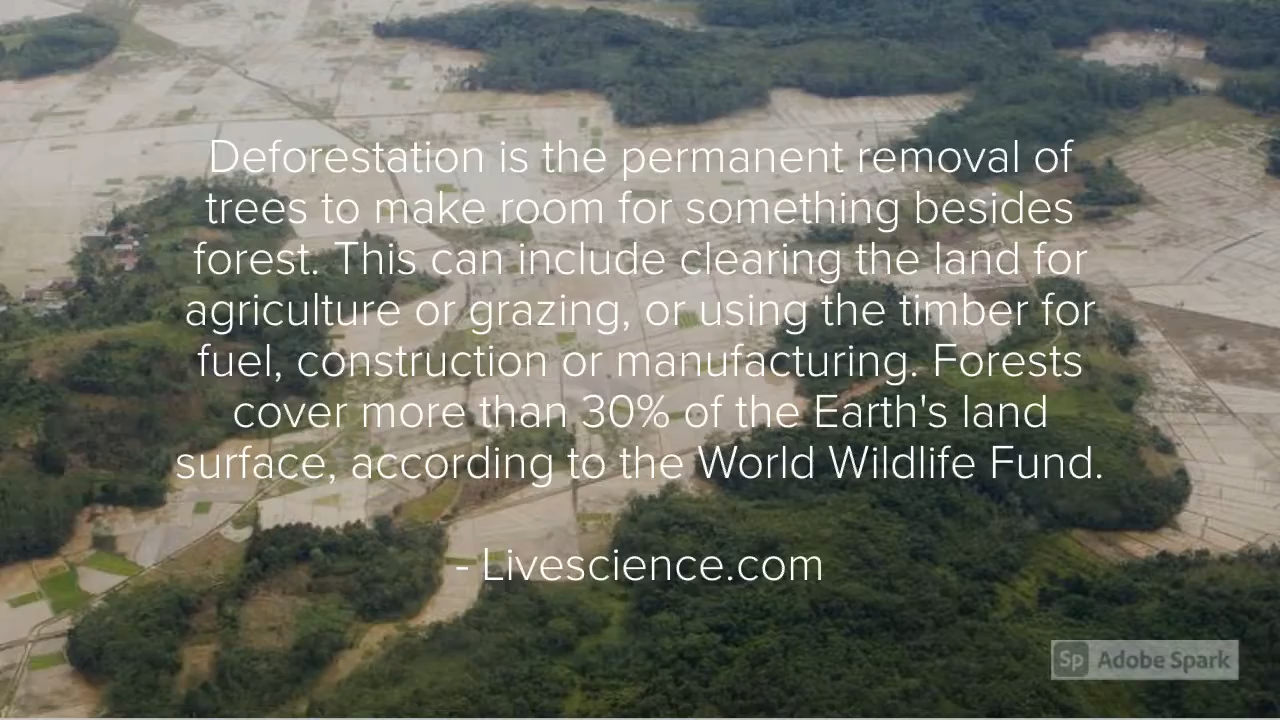 Deforestation is the permanent removal of
trees to make room for something besides
forest. This can include clearing the land for
agriculture or grazing, or using the timber for
fuel, construction or manufacturing. Forests
cover more than 30% of the Earth's land
surface, according to the World Wildlife Fund.
- Livescience.com
Sp Adobe Spark